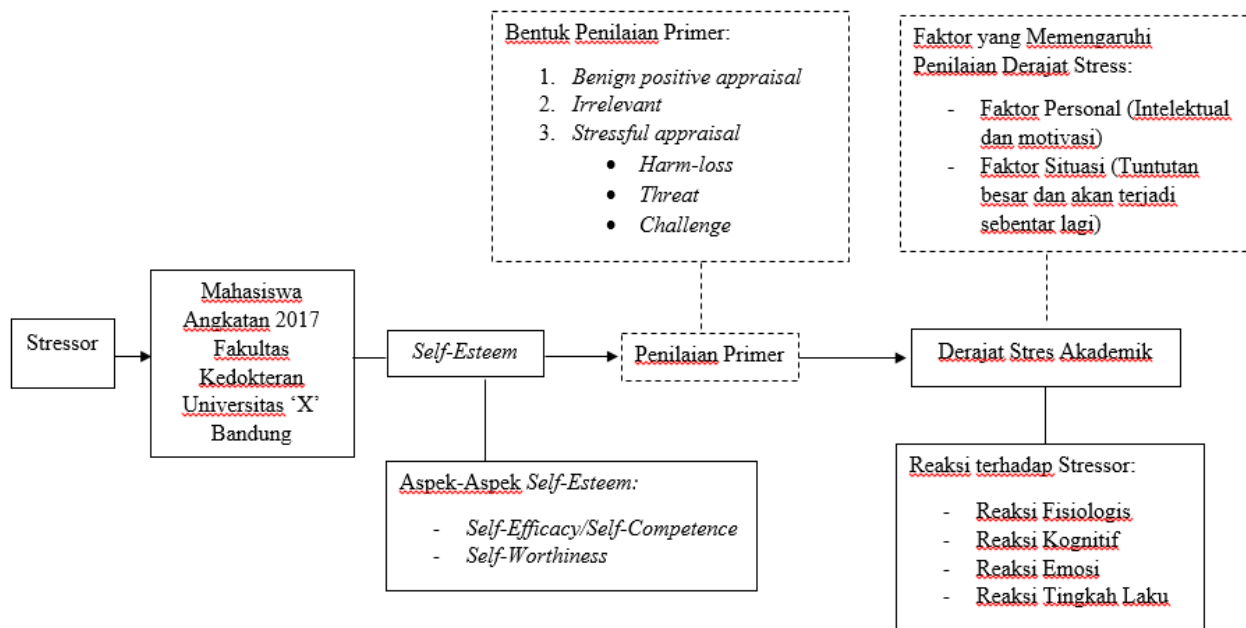 Bentuk Penilaian Primer:
1. Benign positive appraisal
2. Irrelevant
3. Stressful appraisal
• Harm-loss
• Threat
• Challenge
Faktor yang Memengaruhi
Penilaian Derajat Stress:
- Faktor Personal (Intelektual
dan motivasi)
- Faktor Situasi (Tuntutan
besar dan akan terjadi
sebentar lagi)
Stressor
Mahasiswa
Angkatan 2017
Fakultas
Kedokteran
Universitas ‘X’
Bandung
Self-Esteem
Penilaian Primer
Derajat Stres Akademik
Aspek-Aspek Self-Esteem:
- Self-Efficacy/Self-Competence
- Self-Worthiness
Reaksi terhadap Stressor:
- Reaksi Fisiologis
- Reaksi Kognitif
- Reaksi Emosi
- Reaksi Tingkah Laku